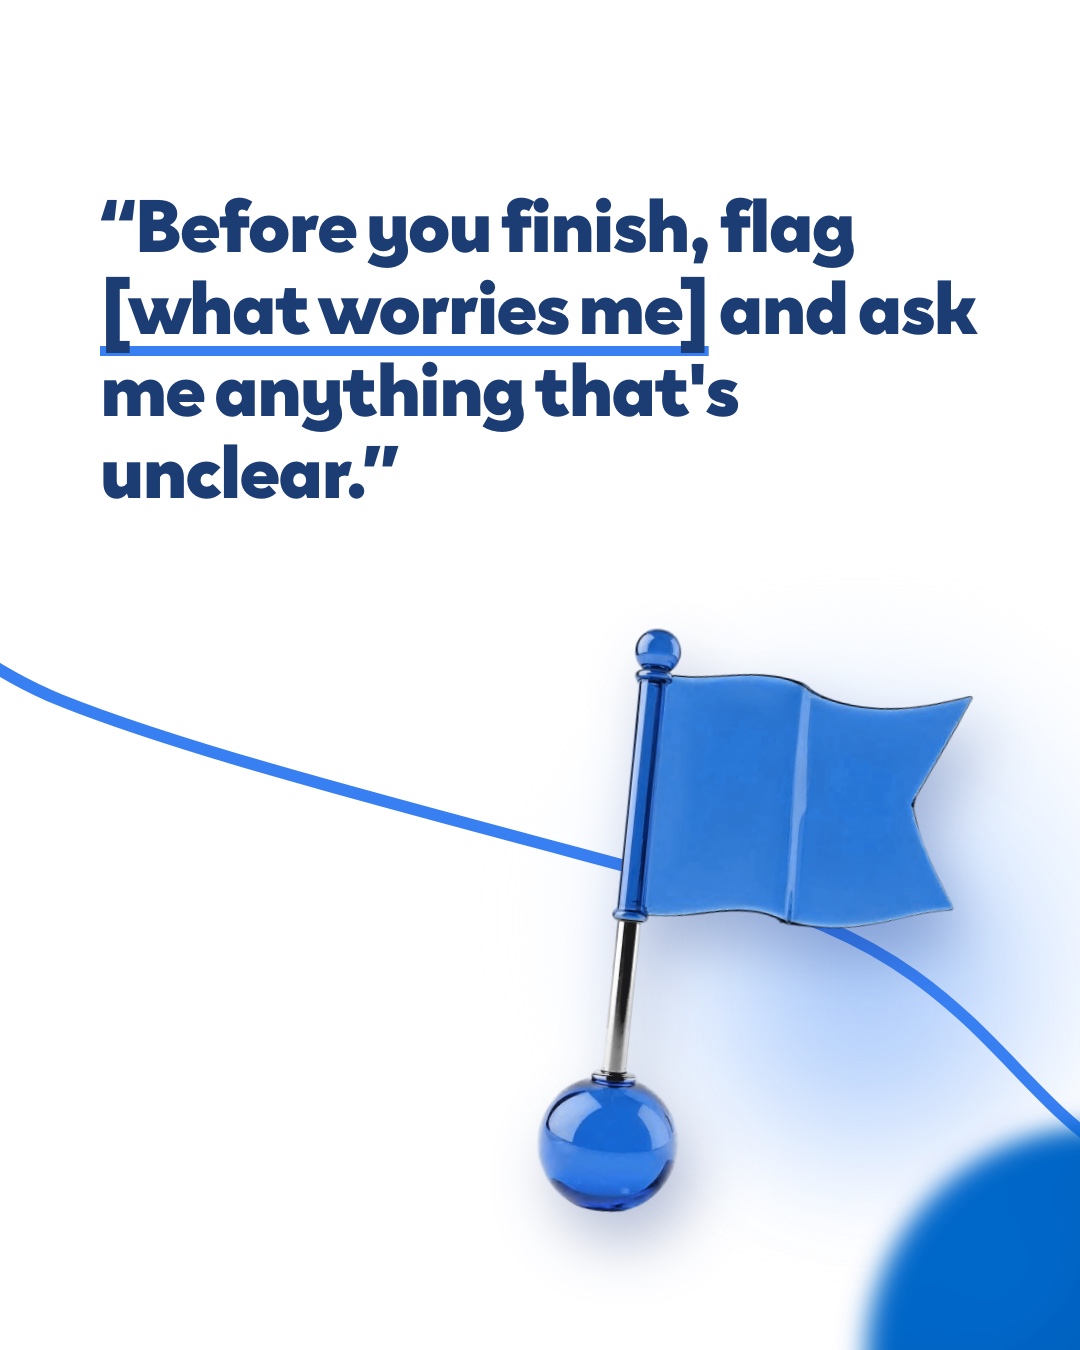 “Before you finish, flag
[what worries me] and ask
me anything that's
unclear.”